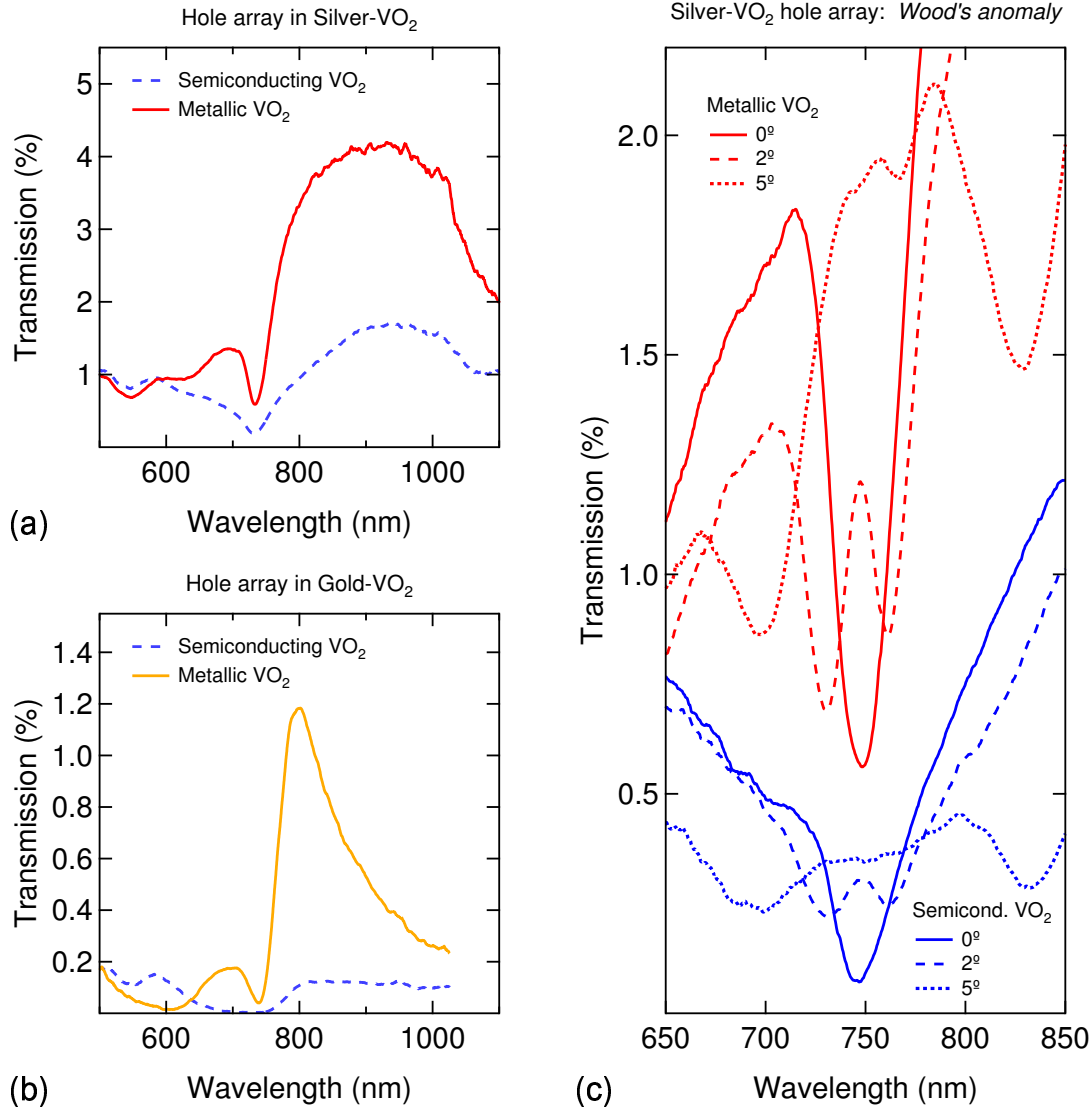 Hole array in Silver-VO₂
Semiconducting VO₂
Metallic VO₂
5
4
3
2
1
Transmission (%)
600
800
1000
Wavelength (nm)
(a)
Hole array in Gold-VO₂
Semiconducting VO₂
Metallic VO₂
1.4
1.2
1.0
0.8
0.6
0.4
0.2
Transmission (%)
600
800
1000
Wavelength (nm)
(b)
Silver-VO₂ hole array: Wood's anomaly
Metallic VO₂
0º
2º
5º
2.0
1.5
1.0
0.5
Transmission (%)
Semicond. VO₂
0º
2º
5º
650
700
750
800
850
Wavelength (nm)
(c)